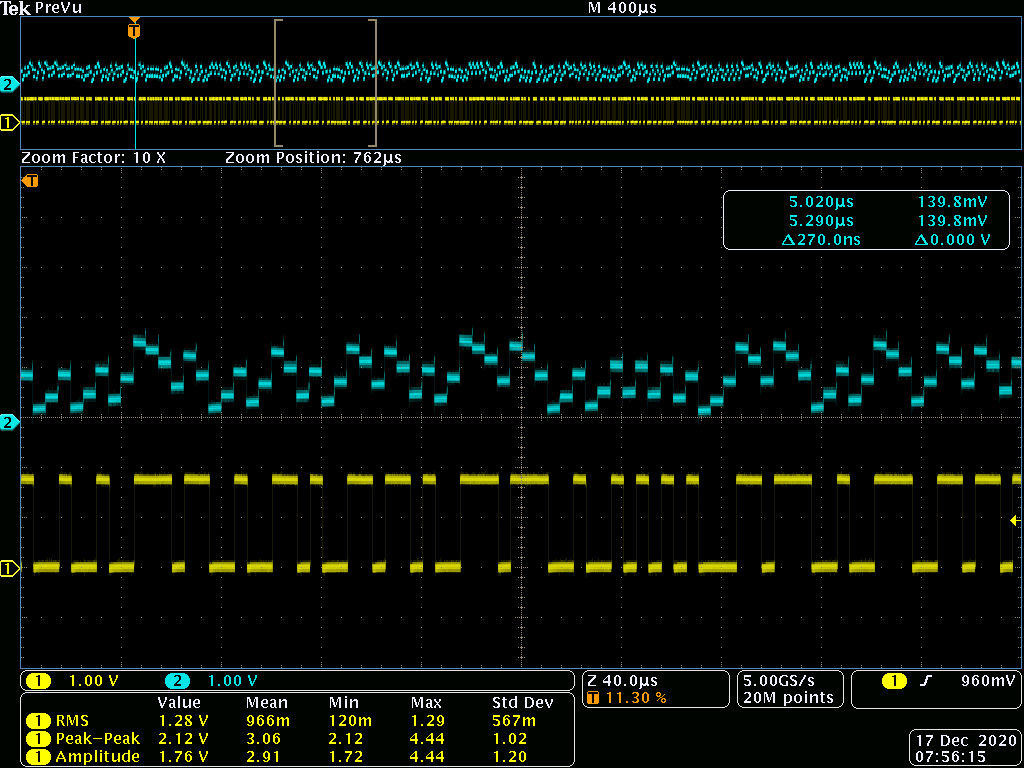 Tek PreVu M 400µs
T
2
1
Zoom Factor: 10 X Zoom Position: 762µs
T
5.020µs 139.8mV
5.290µs 139.8mV
Δ270.0ns Δ0.000 V
2
1
1 1.00 V 2 1.00 V
Z 40.0µs
T 11.30 %
5.00GS/s
20M points
1 960mV
Value Mean Min Max Std Dev
1 RMS 1.28 V 966m 120m 1.29 567m
1 Peak-Peak 2.12 V 3.06 2.12 4.44 1.02
1 Amplitude 1.76 V 2.91 1.72 4.44 1.20
17 Dec 2020
07:56:15